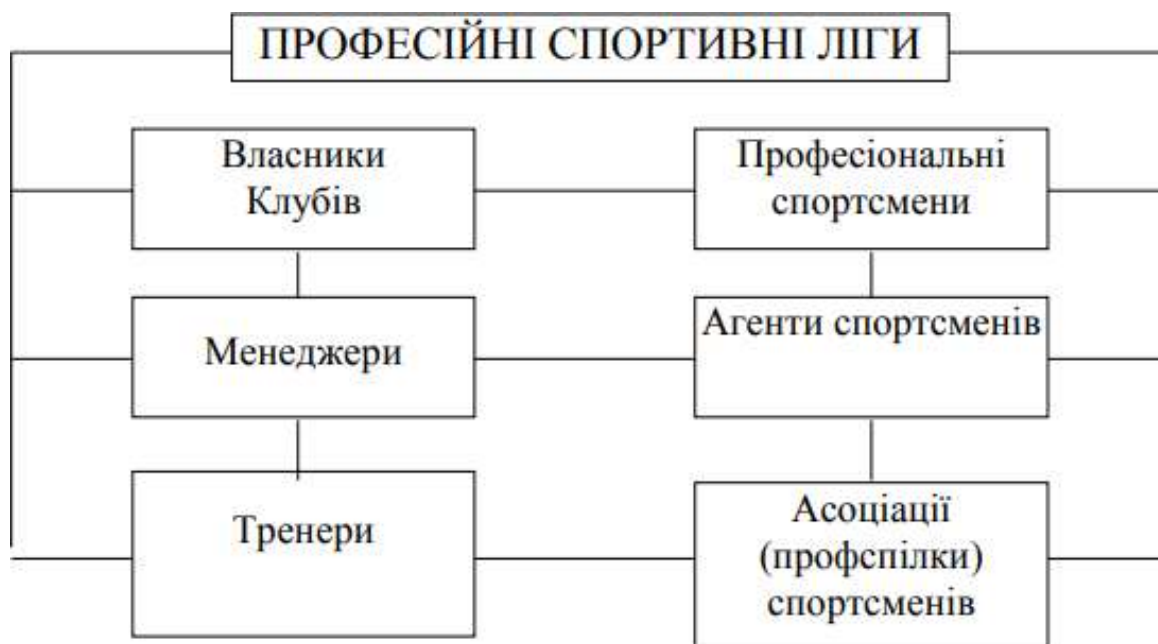 ПРОФЕСІЙНІ СПОРТИВНІ ЛІГИ
Власники
Клубів
Професіональні
спортсмени
Менеджери
Агенти спортсменів
Тренери
Асоціації
(профспілки)
спортсменів